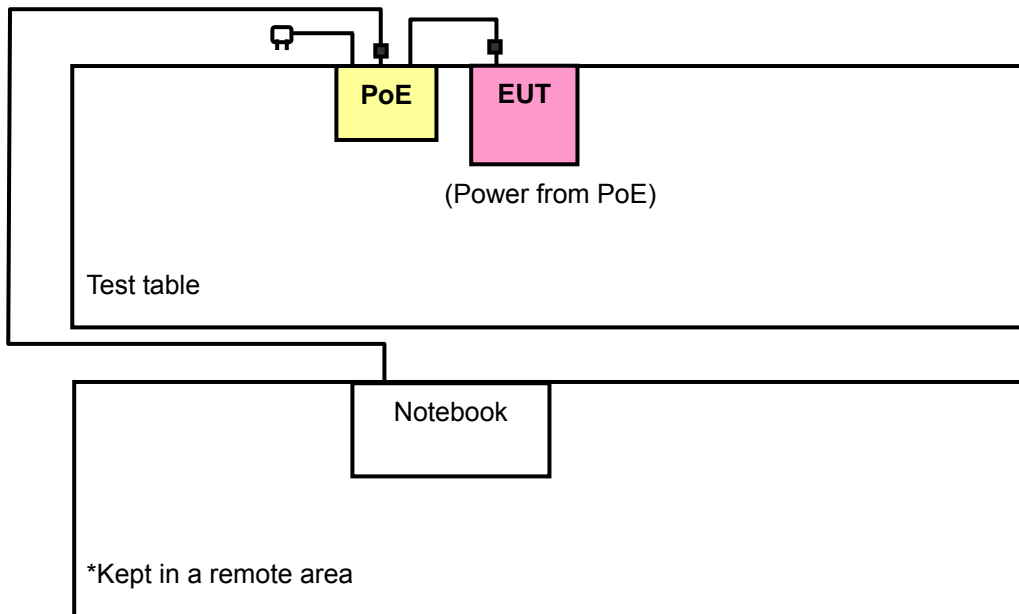 PoE
EUT
(Power from PoE)
Test table
Notebook
*Kept in a remote area